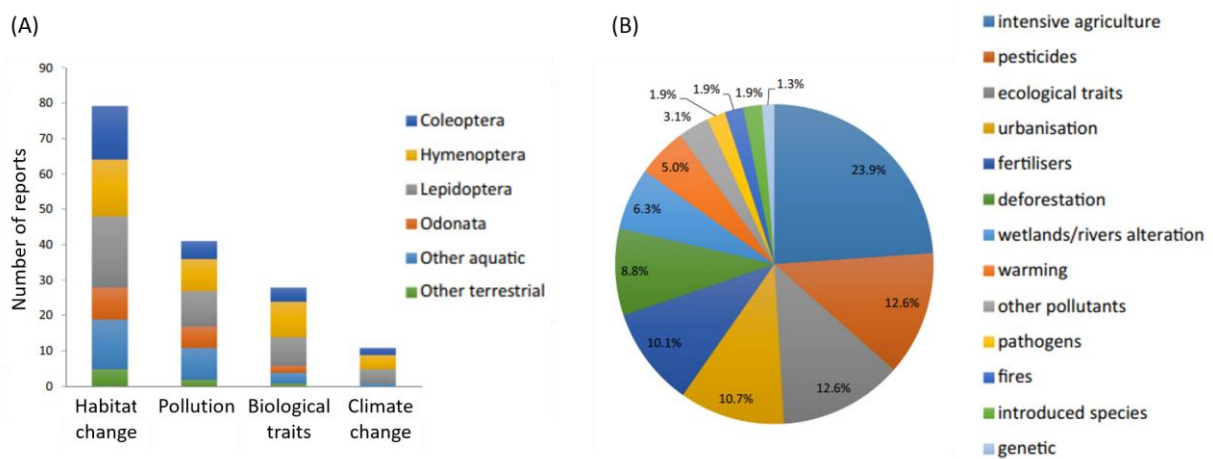 (A)
90
80
70
60
50
40
30
20
10
0
Number of reports
Habitat change
Pollution
Biological traits
Climate change
Coleoptera
Hymenoptera
Lepidoptera
Odonata
Other aquatic
Other terrestrial
(B)
23.9%
12.6%
12.6%
10.7%
10.1%
8.8%
6.3%
5.0%
3.1%
1.9%
1.9%
1.9%
1.3%
intensive agriculture
pesticides
ecological traits
urbanisation
fertilisers
deforestation
wetlands/rivers alteration
warming
other pollutants
pathogens
fires
introduced species
genetic